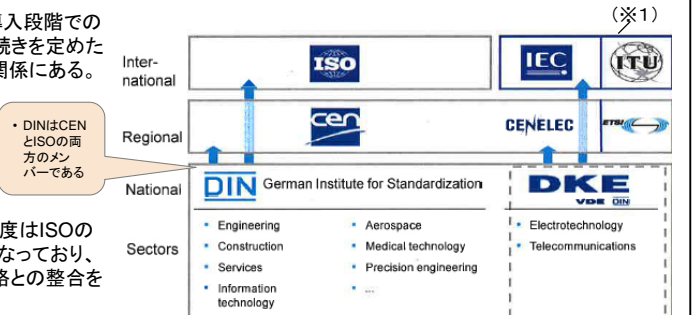 導入段階での
続きを定めた
関係にある。
(※1)
Inter-
national
ISO
IEC
ITU
・DINはCEN
とISOの両
方のメン
バーである
Regional
cen
CENELEC
ETSI
National
DIN German Institute for Standardization
DKE
VDE DIN
度はISOの
なっており、
格との整合を
Sectors
• Engineering
• Construction
• Services
• Information
technology
• Aerospace
• Medical technology
• Precision engineering
• ...
• Electrotechnology
• Telecommunications